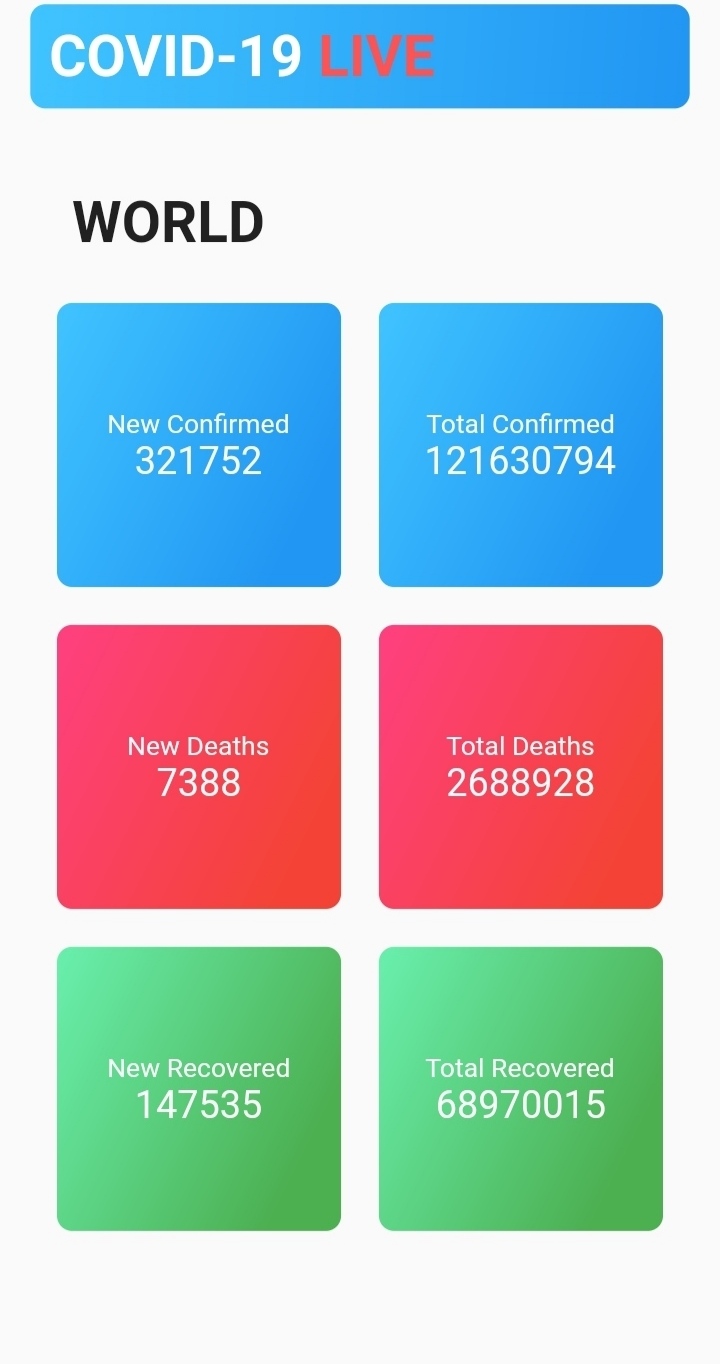 COVID-19 LIVE
WORLD
New Confirmed
321752
Total Confirmed
121630794
New Deaths
7388
Total Deaths
2688928
New Recovered
147535
Total Recovered
68970015